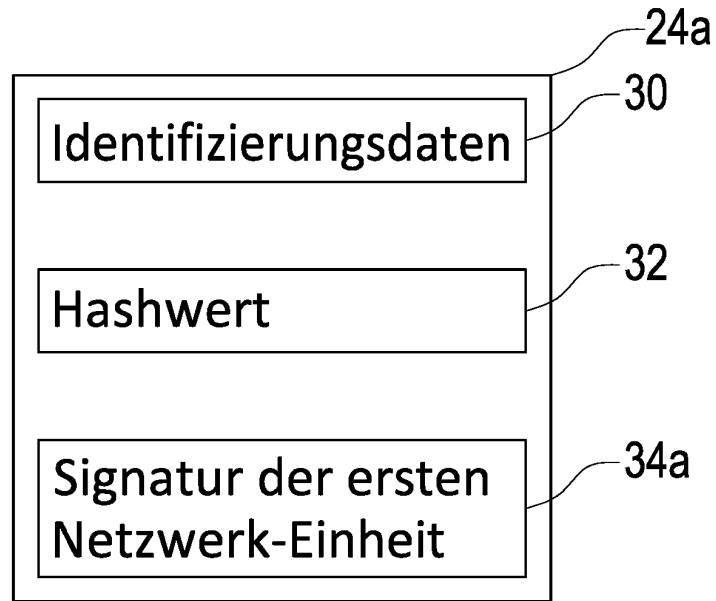 24a
30
Identifizierungsdaten
32
Hashwert
34a
Signatur der ersten
Netzwerk-Einheit